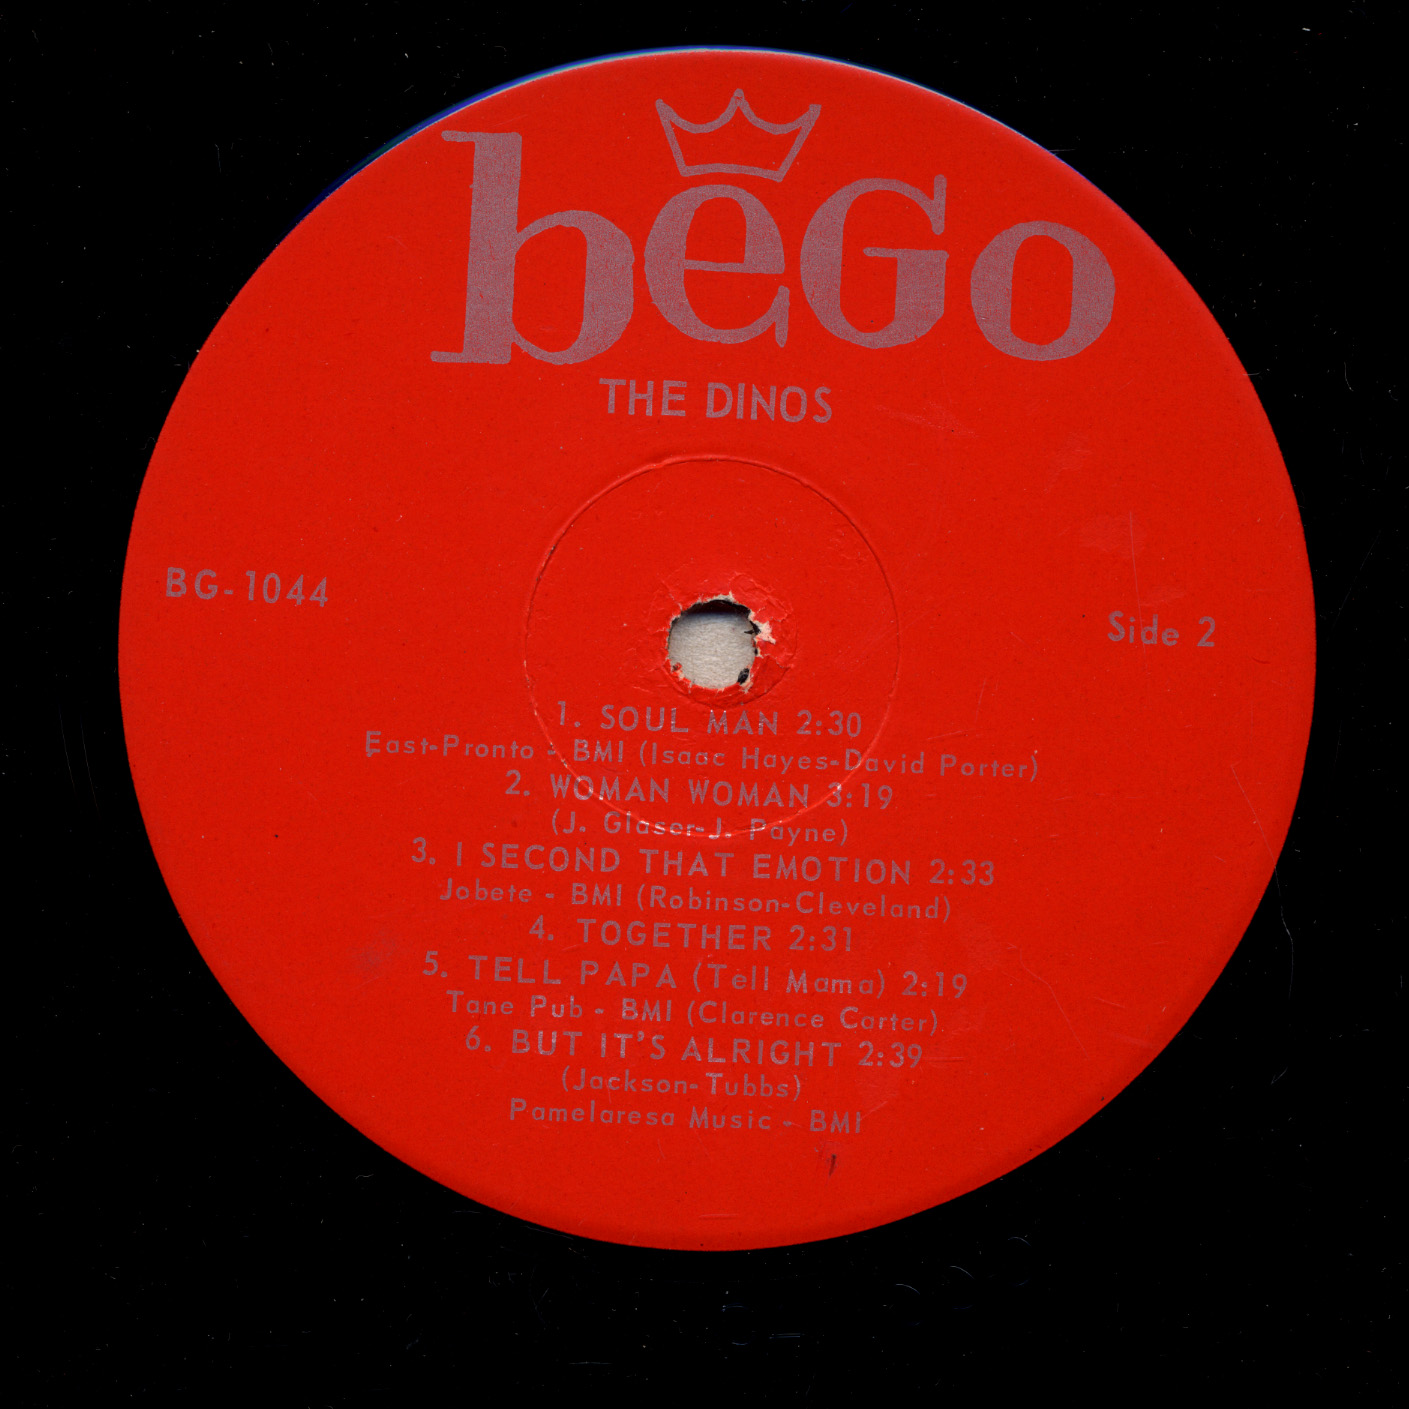 beGo
THE DINOS
BG-1044
Side 2
1. SOUL MAN 2:30
East-Pronto - BMI (Isaac Hayes-David Porter)
2. WOMAN WOMAN 3:19
(J. Glaser-J. Payne)
3. I SECOND THAT EMOTION 2:33
Jobete - BMI (Robinson-Cleveland)
4. TOGETHER 2:31
5. TELL PAPA (Tell Mama) 2:19
Tane Pub - BMI (Clarence Carter)
6. BUT IT'S ALRIGHT 2:39
(Jackson-Tubbs)
Pamelaresa Music - BMI